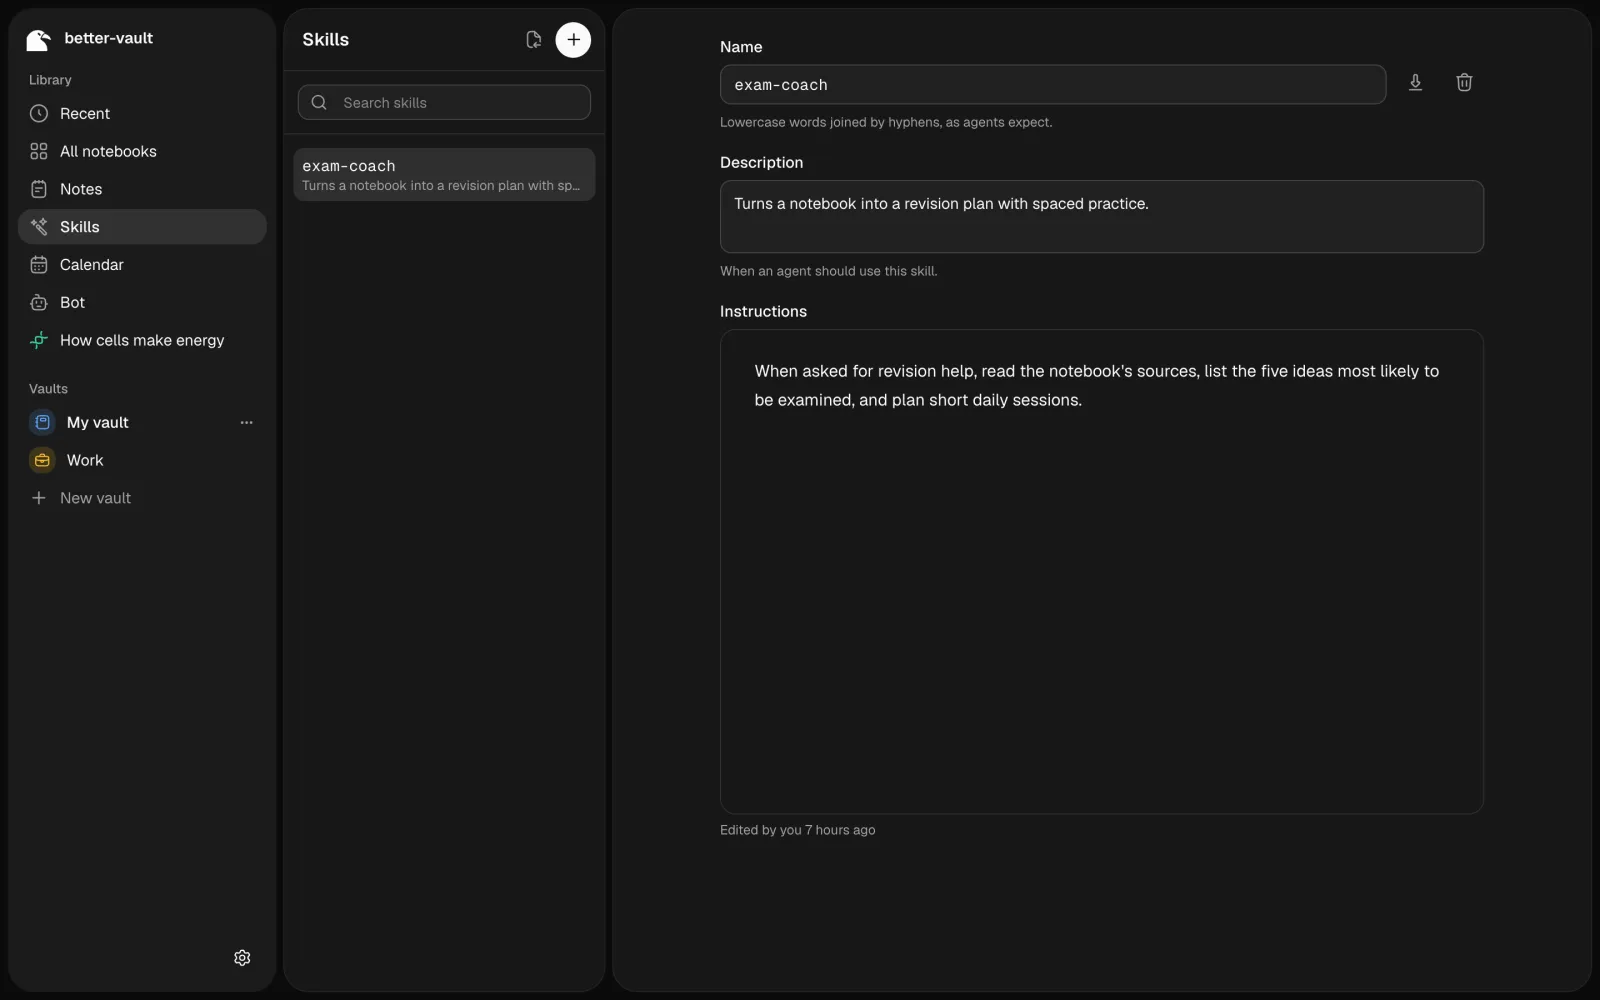 better-vault
Library
Recent
All notebooks
Notes
Skills
Calendar
Bot
How cells make energy
Vaults
My vault
Work
New vault
Skills
Search skills
exam-coach
Turns a notebook into a revision plan with sp...
Name
exam-coach
Lowercase words joined by hyphens, as agents expect.
Description
Turns a notebook into a revision plan with spaced practice.
When an agent should use this skill.
Instructions
When asked for revision help, read the notebook's sources, list the five ideas most likely to
be examined, and plan short daily sessions.
Edited by you 7 hours ago